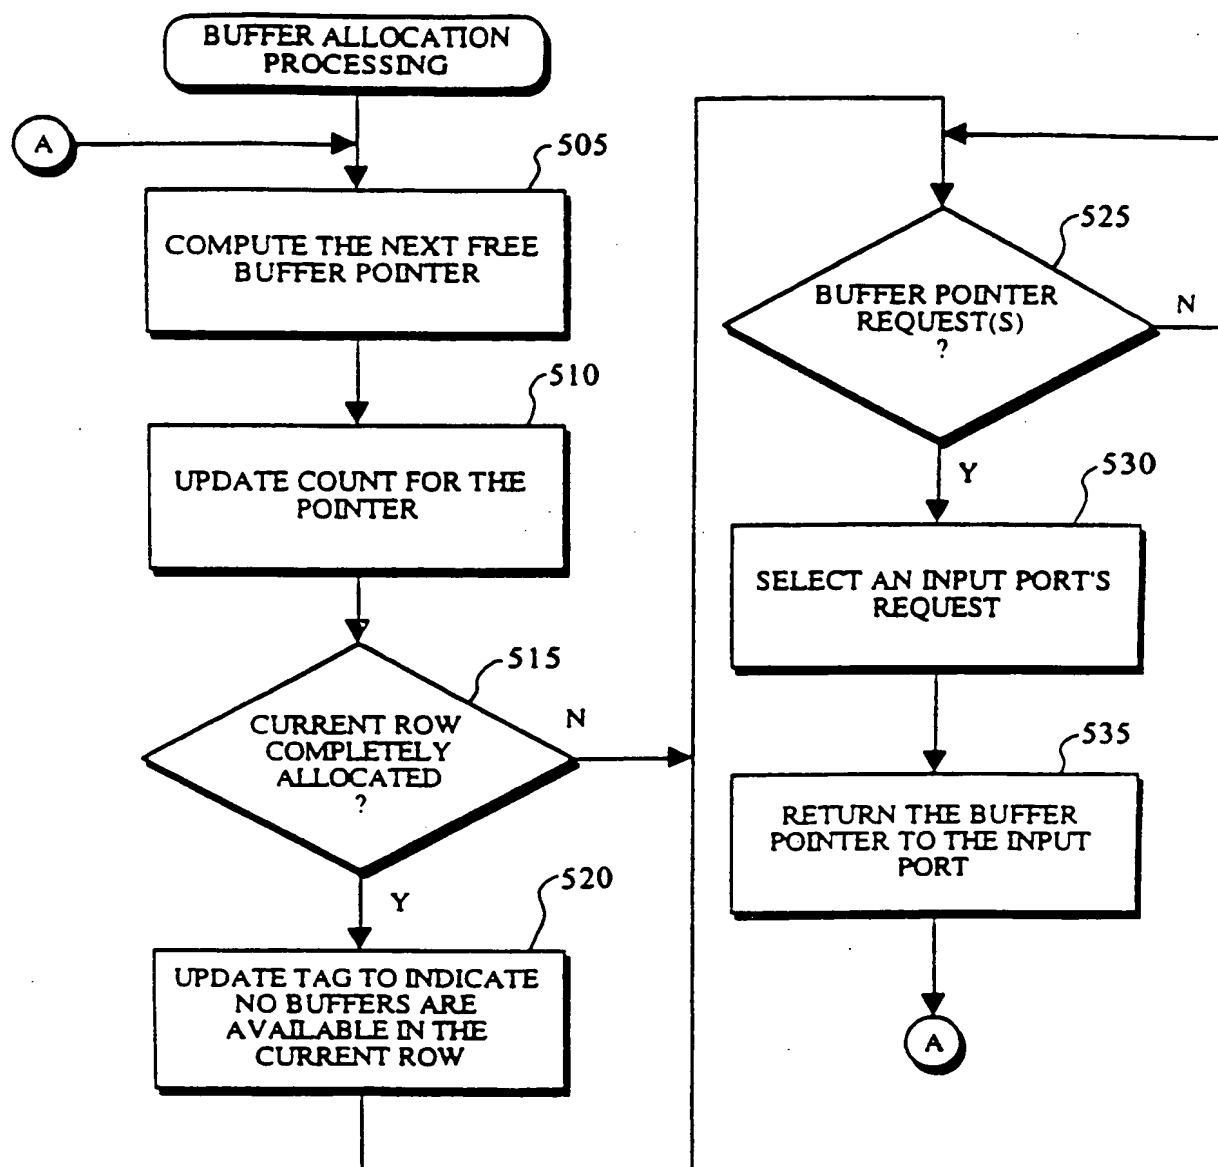 BUFFER ALLOCATION
PROCESSING
A
505
COMPUTE THE NEXT FREE
BUFFER POINTER
510
UPDATE COUNT FOR THE
POINTER
515
CURRENT ROW
COMPLETELY
ALLOCATED
?
N
Y
520
UPDATE TAG TO INDICATE
NO BUFFERS ARE
AVAILABLE IN THE
CURRENT ROW
525
BUFFER POINTER
REQUEST(S)
?
N
Y
530
SELECT AN INPUT PORT'S
REQUEST
535
RETURN THE BUFFER
POINTER TO THE INPUT
PORT
A